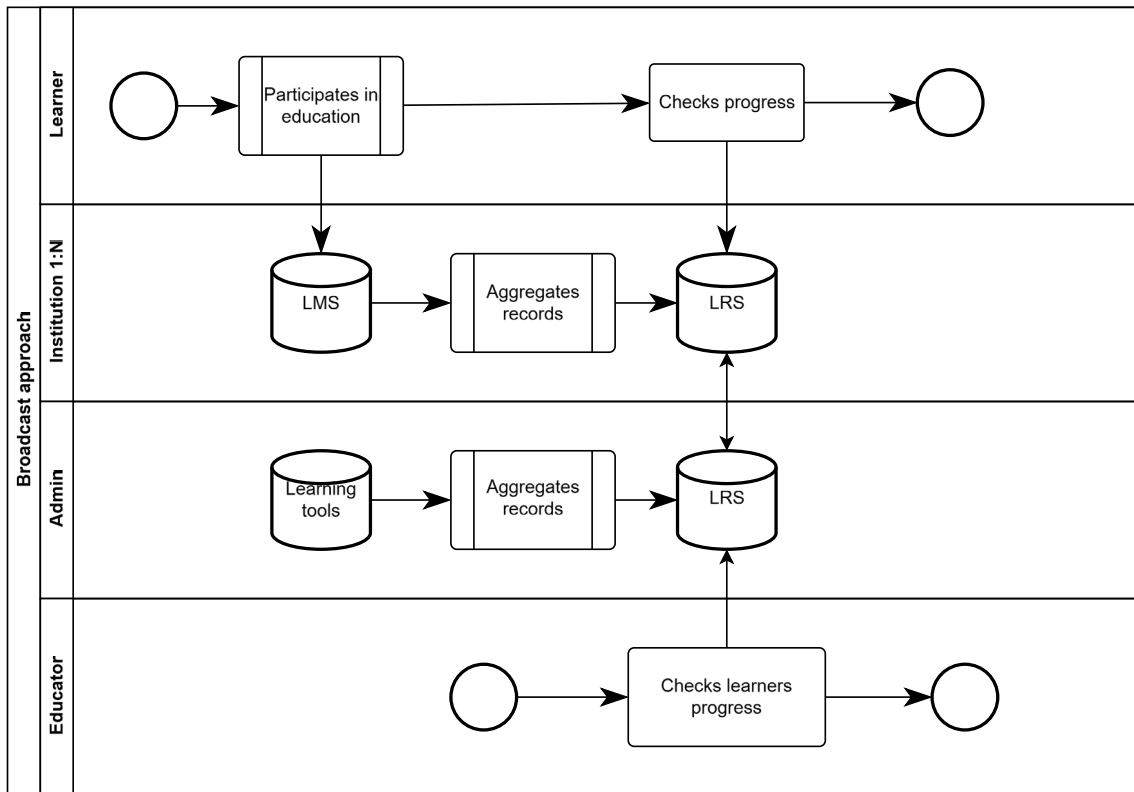 Broadcast approach
Learner
Participates in
education
Checks progress
Institution 1:N
LMS
Aggregates
records
LRS
Admin
Learning
tools
Aggregates
records
LRS
Educator
Checks learners
progress